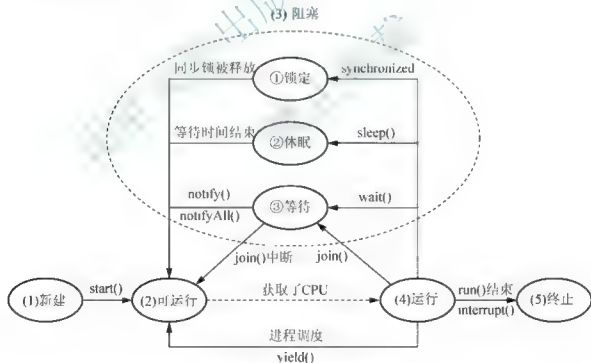 (3) 阻塞
同步锁被释放
①锁定
synchronized
等待时间结束
②休眠
sleep()
notify()
notifyAll()
③等待
wait()
join()中断
join()
(1)新建
start()
(2)可运行
获取了CPU
(4)运行
run()结束
interrupt()
(5)终止
进程调度
yield()